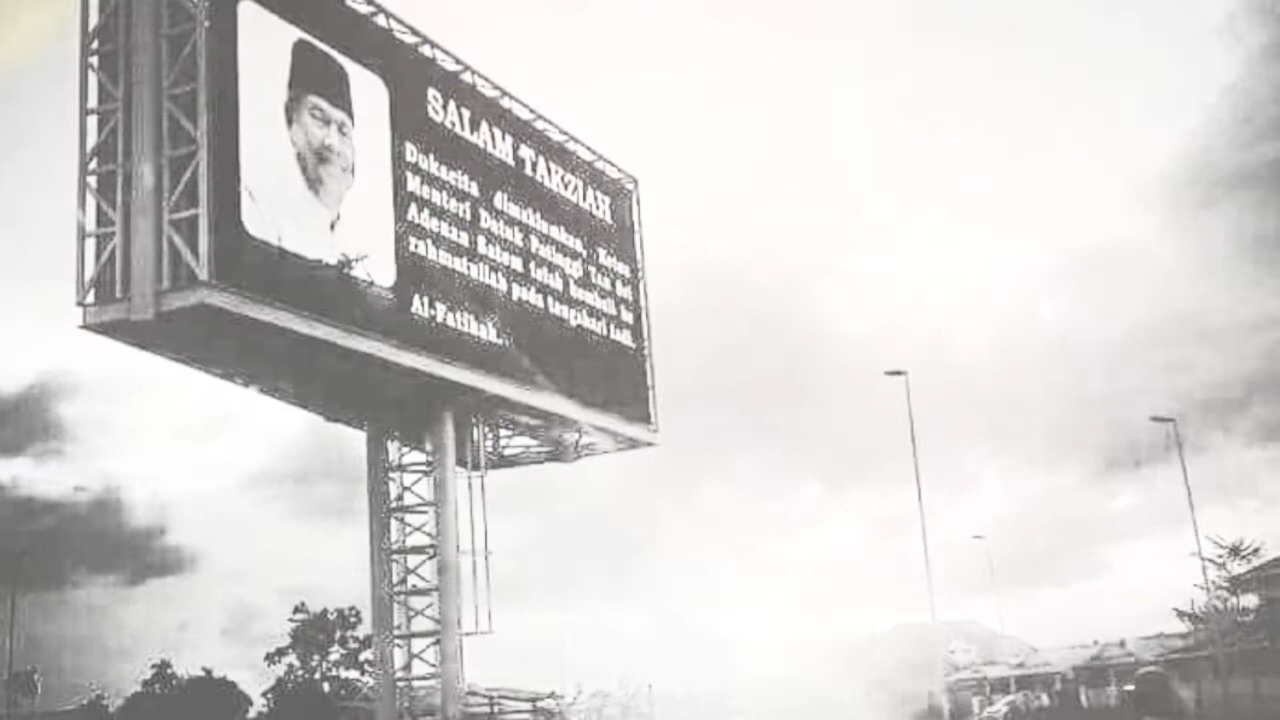 SALAM TAKZIAH
Dukacita dimaklumkan, Ketua
Menteri Datuk Patinggi Tan Sri
Adenan Satem telah kembali ke
rahmatullah pada tengahari tadi.
Al-Fatihah.